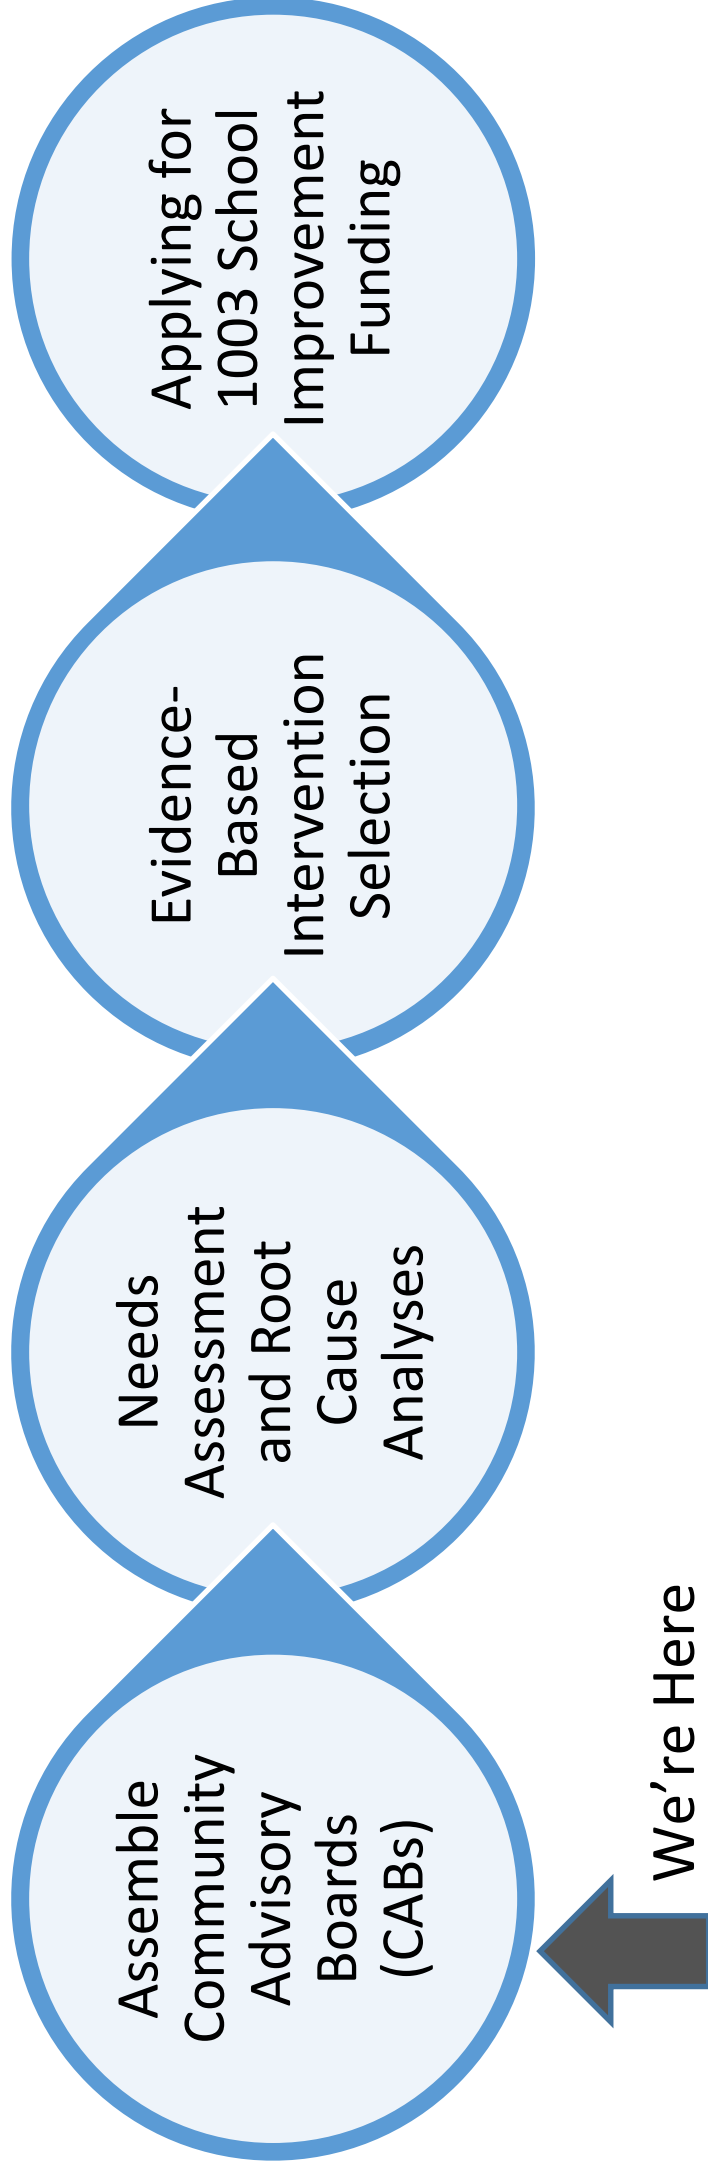 Assemble
Community
Advisory
Boards
(CABs)
Needs
Assessment
and Root
Cause
Analyses
Evidence-
Based
Intervention
Selection
Applying for
1003 School
Improvement
Funding
We’re Here